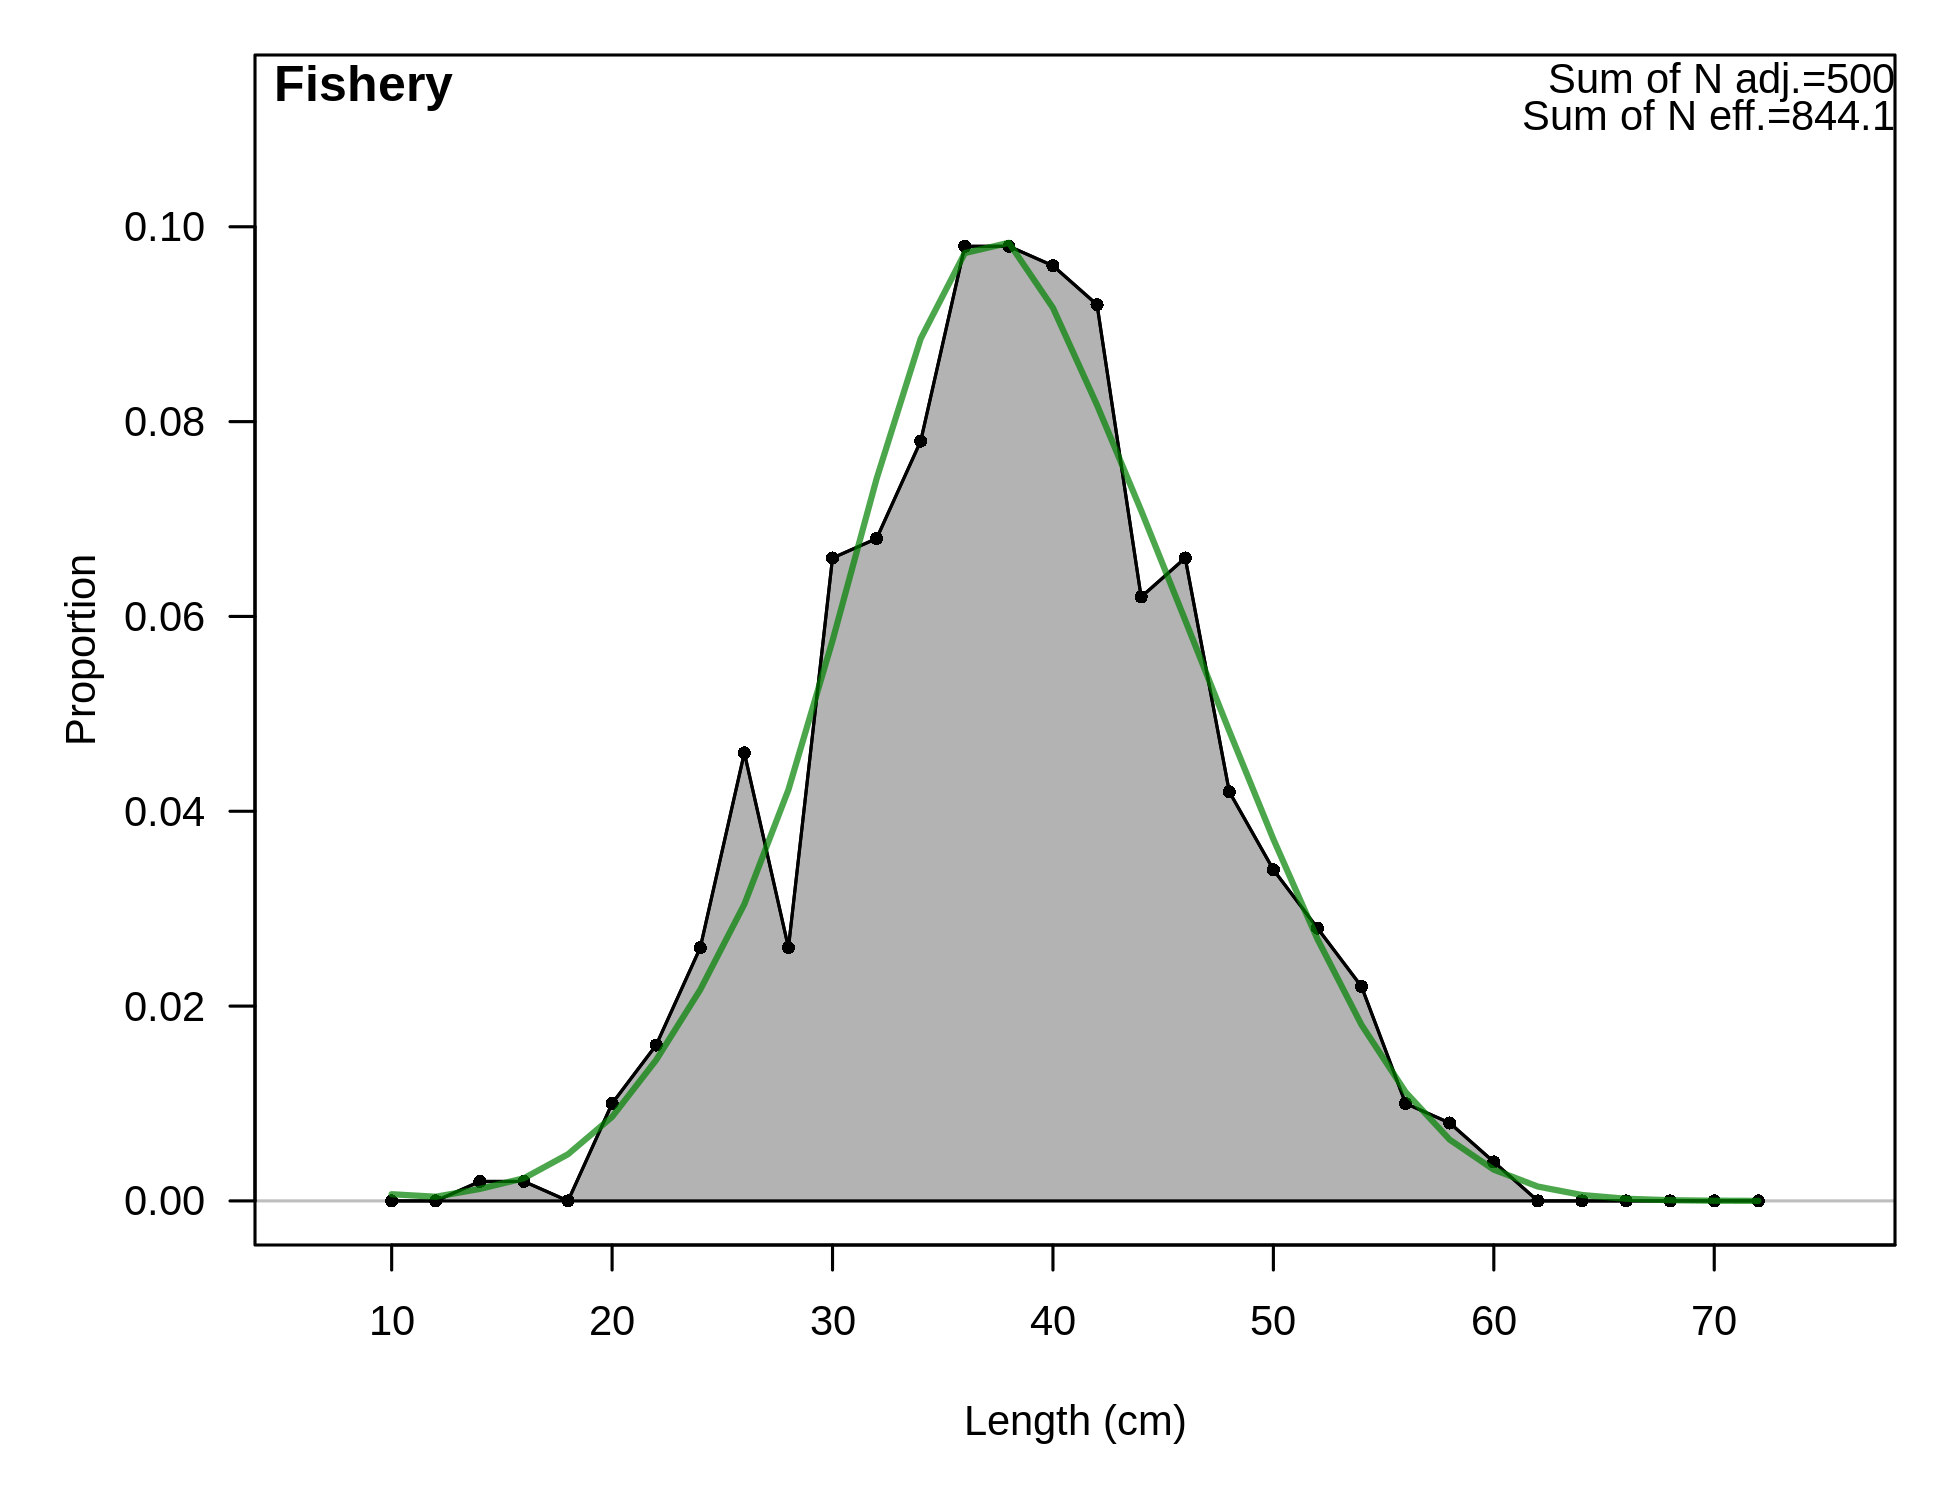 Fishery
Sum of N adj.=500
Sum of N eff.=844.1
0.10
0.08
0.06
0.04
0.02
0.00
Proportion
10 20 30 40 50 60 70
Length (cm)